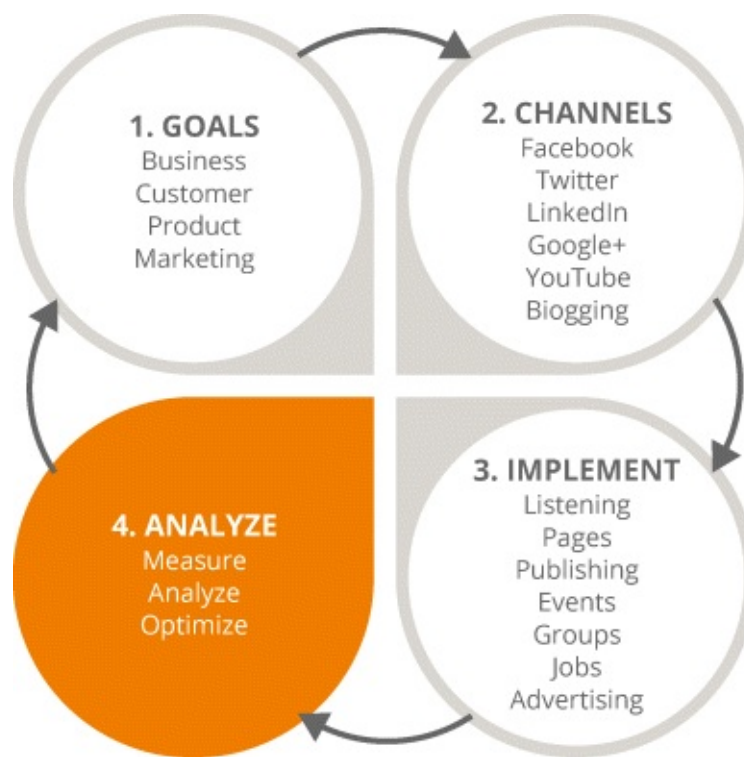 1. GOALS
Business
Customer
Product
Marketing
2. CHANNELS
Facebook
Twitter
LinkedIn
Google+
YouTube
Biogging
3. IMPLEMENT
Listening
Pages
Publishing
Events
Groups
Jobs
Advertising
4. ANALYZE
Measure
Analyze
Optimize